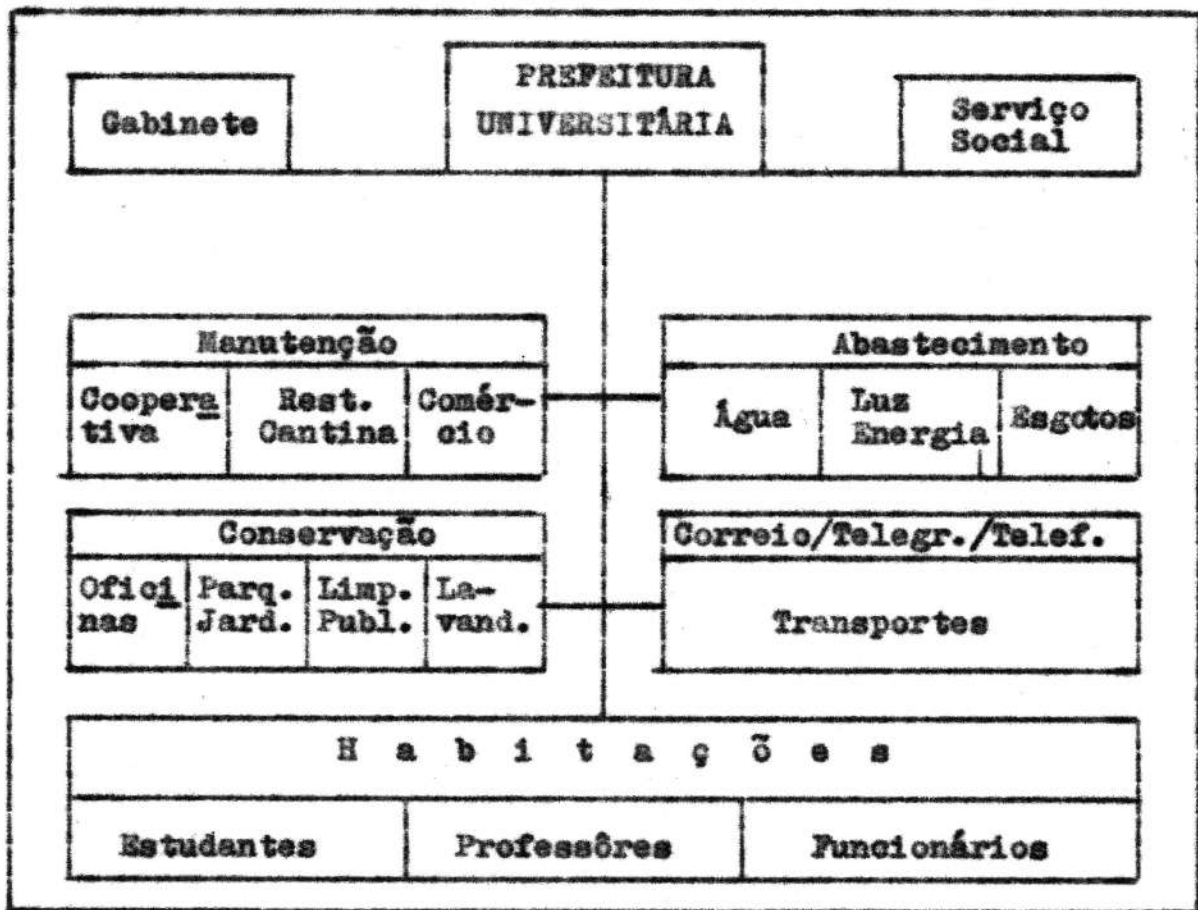 Gabinete
PREFEITURA
UNIVERSITÁRIA
Serviço
Social
Manutenção
Coopera
tiva
Rest.
Cantina
Comér-
cio
Abastecimento
Água
Luz
Energia
Esgotos
Conservação
Ofici
nas
Parq.
Jard.
Limp.
Publ.
La-
vand.
Correio/Telegr./Telef.
Transportes
Habitações
Estudantes
Professôres
Funcionários